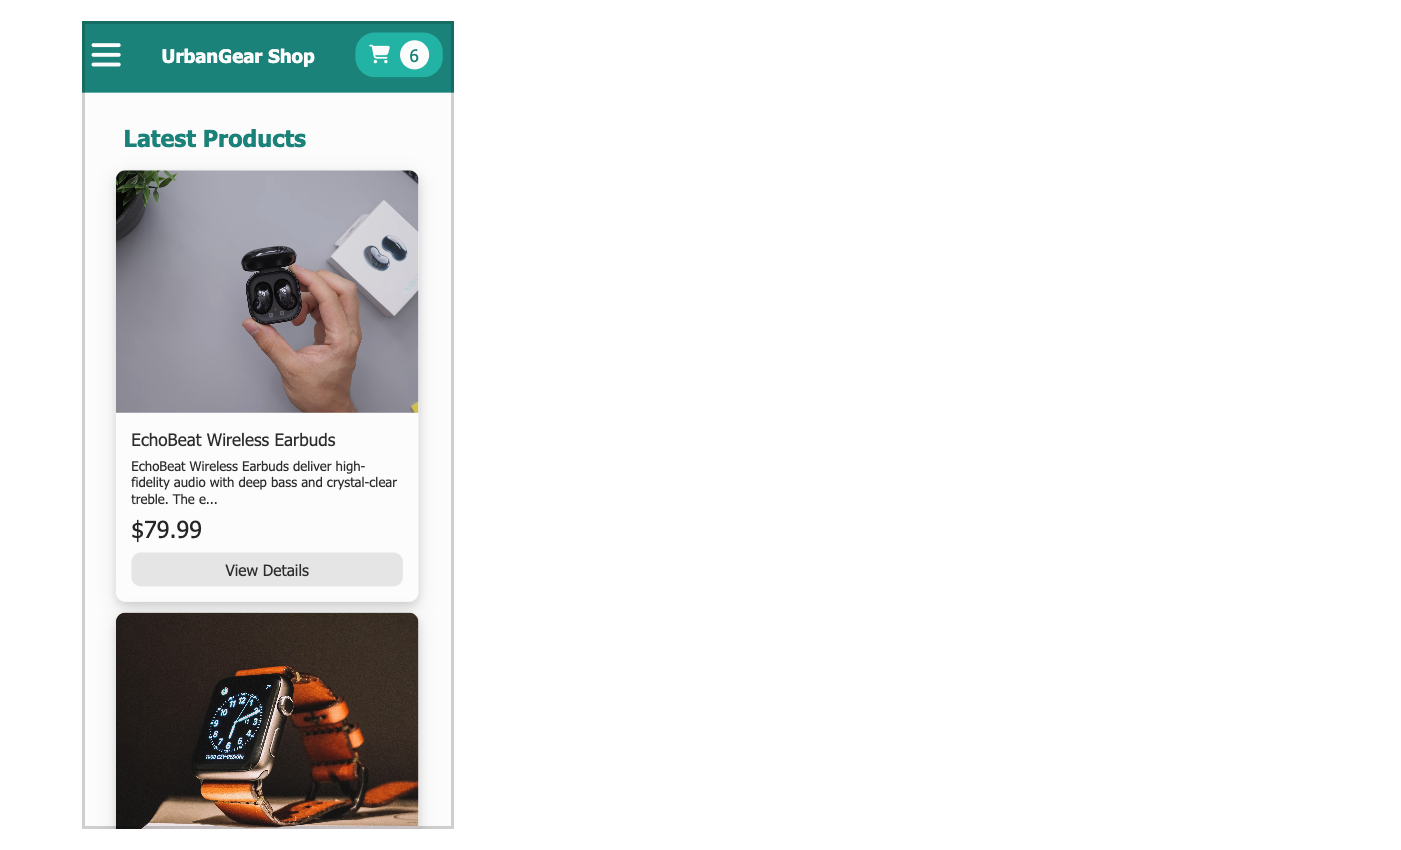 UrbanGear Shop
6
Latest Products
EchoBeat Wireless Earbuds
EchoBeat Wireless Earbuds deliver high-
fidelity audio with deep bass and crystal-clear
treble. The e...
$79.99
View Details